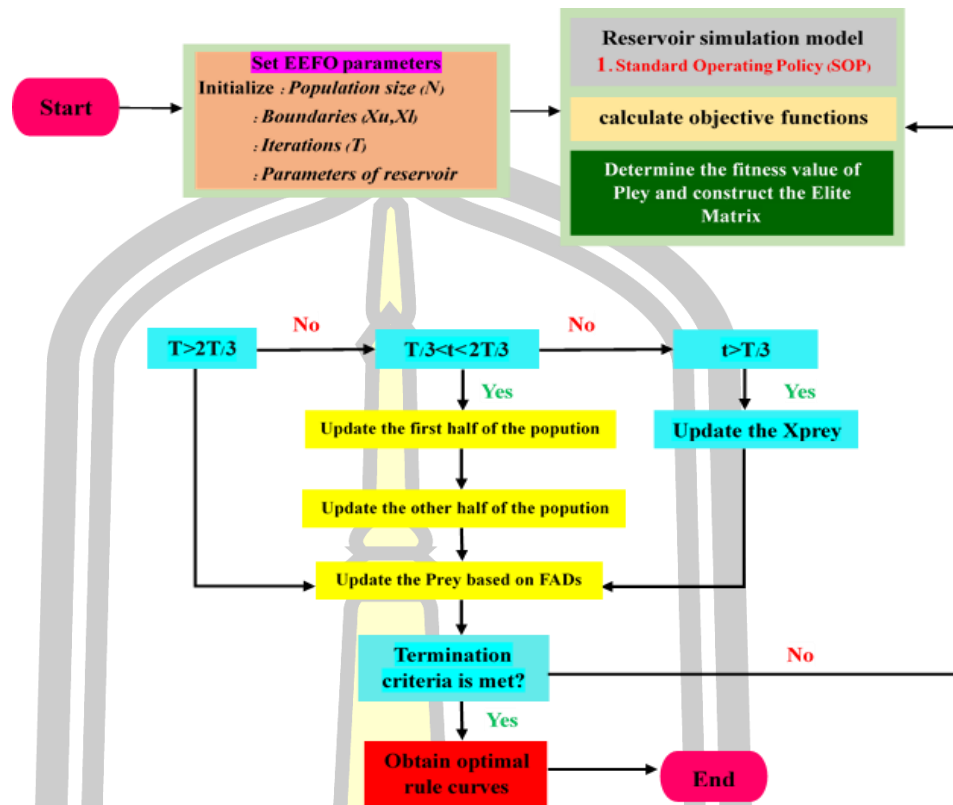 Start
Set EEFO parameters
Initialize : Population size (N)
: Boundaries (Xu,Xl)
: Iterations (T)
: Parameters of reservoir
Reservoir simulation model
1. Standard Operating Policy (SOP)
calculate objective functions
Determine the fitness value of
Pley and construct the Elite
Matrix
T>2T/3
No
T/3<t<2T/3
No
t>T/3
Yes
Yes
Update the first half of the popution
Update the Xprey
Update the other half of the popution
Update the Prey based on FADs
Termination
criteria is met?
No
Yes
Obtain optimal
rule curves
End